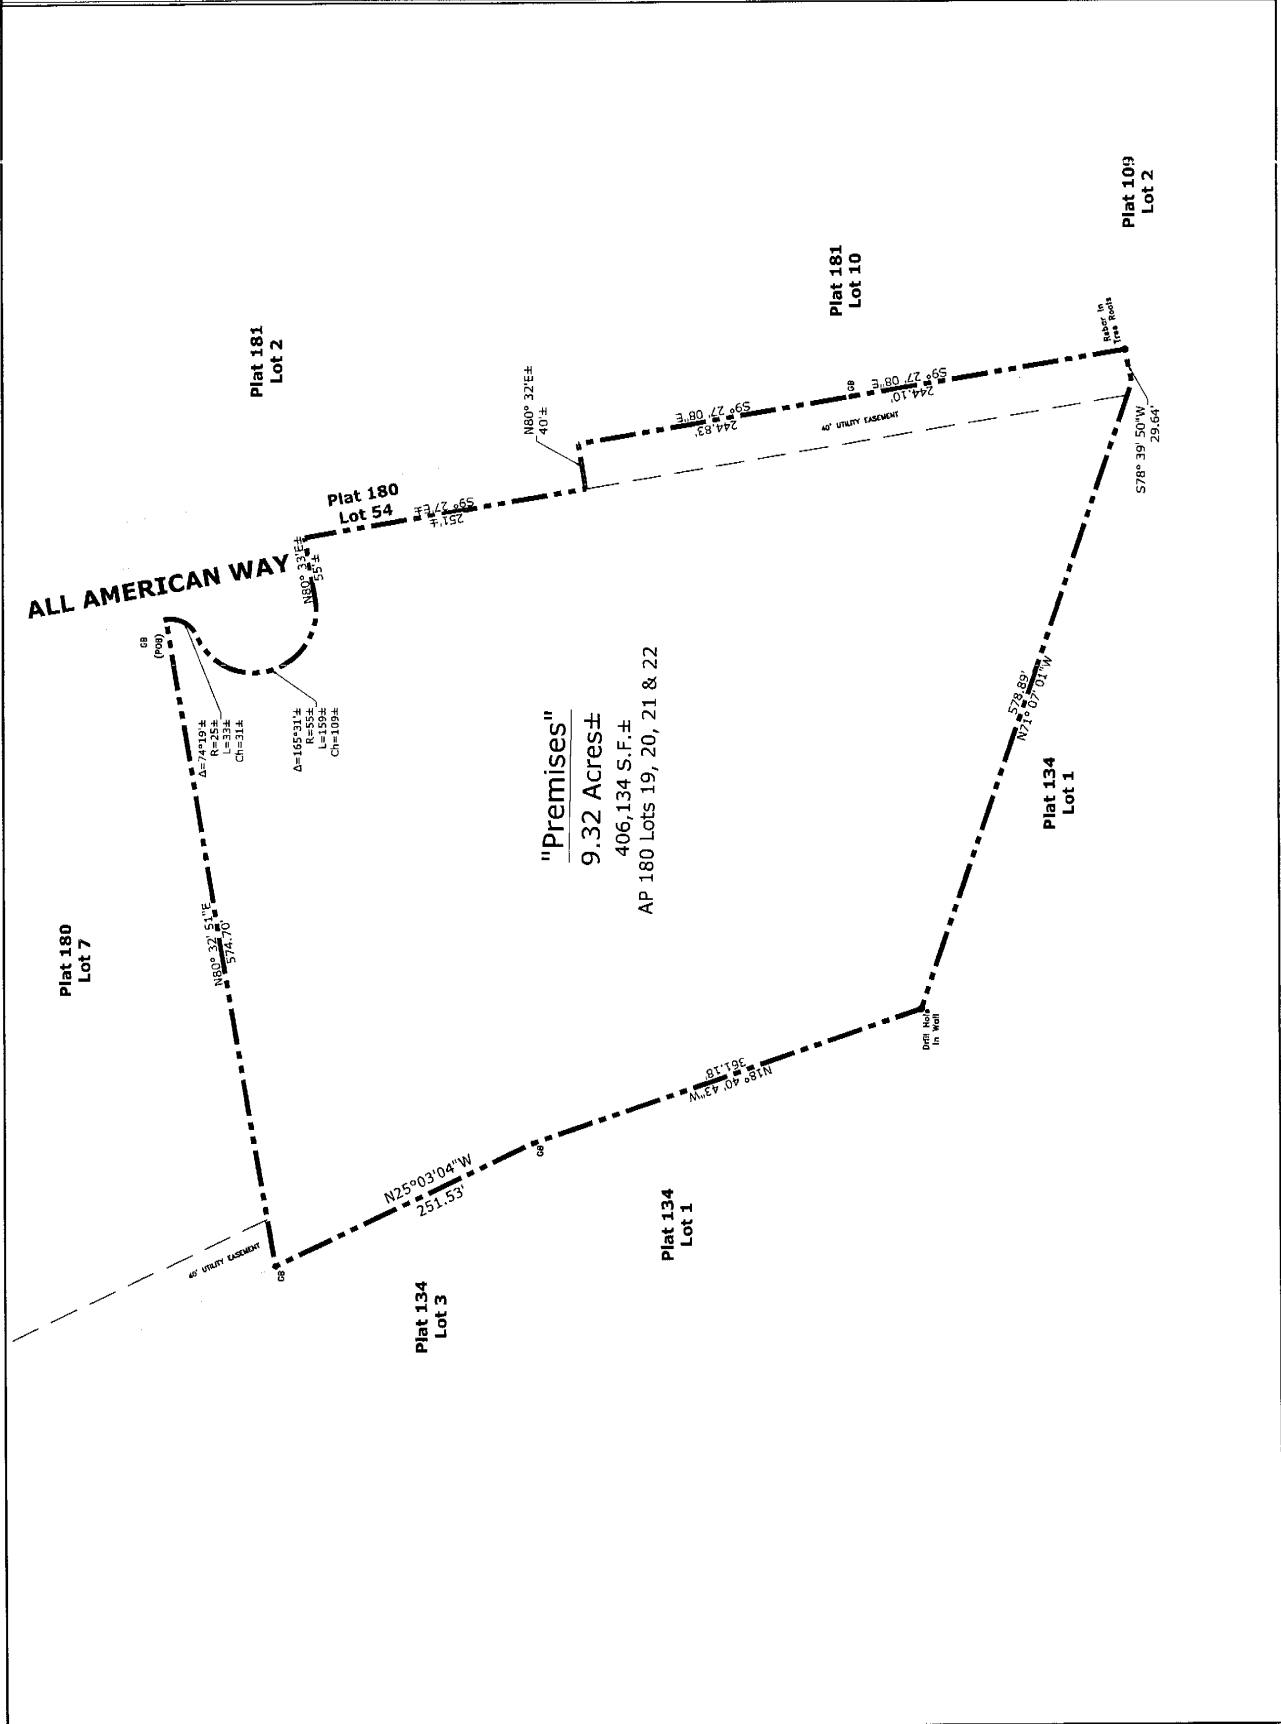 ALL AMERICAN WAY
Plat 180
Lot 7
Plat 181
Lot 2
Plat 180
Lot 54
GB
(POB)
Δ=74°19'±
R=25±
L=33±
Ch=31±
Δ=165°31'±
R=55±
L=159±
Ch=109±
N80° 33'E±
55'±
S9° 27'E±
251'±
N80° 32'E±
40'±
S9° 27' 08"E
244.83'
GB
S9° 27' 08"E
244.10'
40' UTILITY EASEMENT
Plat 181
Lot 10
Rebar In
Tree Roots
Plat 109
Lot 2
S78° 39' 50"W
29.64'
578.89'
N71° 07' 01"W
Plat 134
Lot 1
Drill Hole
In Wall
N18° 40' 43"W
361.18'
GB
Plat 134
Lot 1
N25°03'04"W
251.53'
Plat 134
Lot 3
GB
40' UTILITY EASEMENT
N80° 32' 51"E
574.70'
"Premises"
9.32 Acres±
406,134 S.F.±
AP 180 Lots 19, 20, 21 & 22